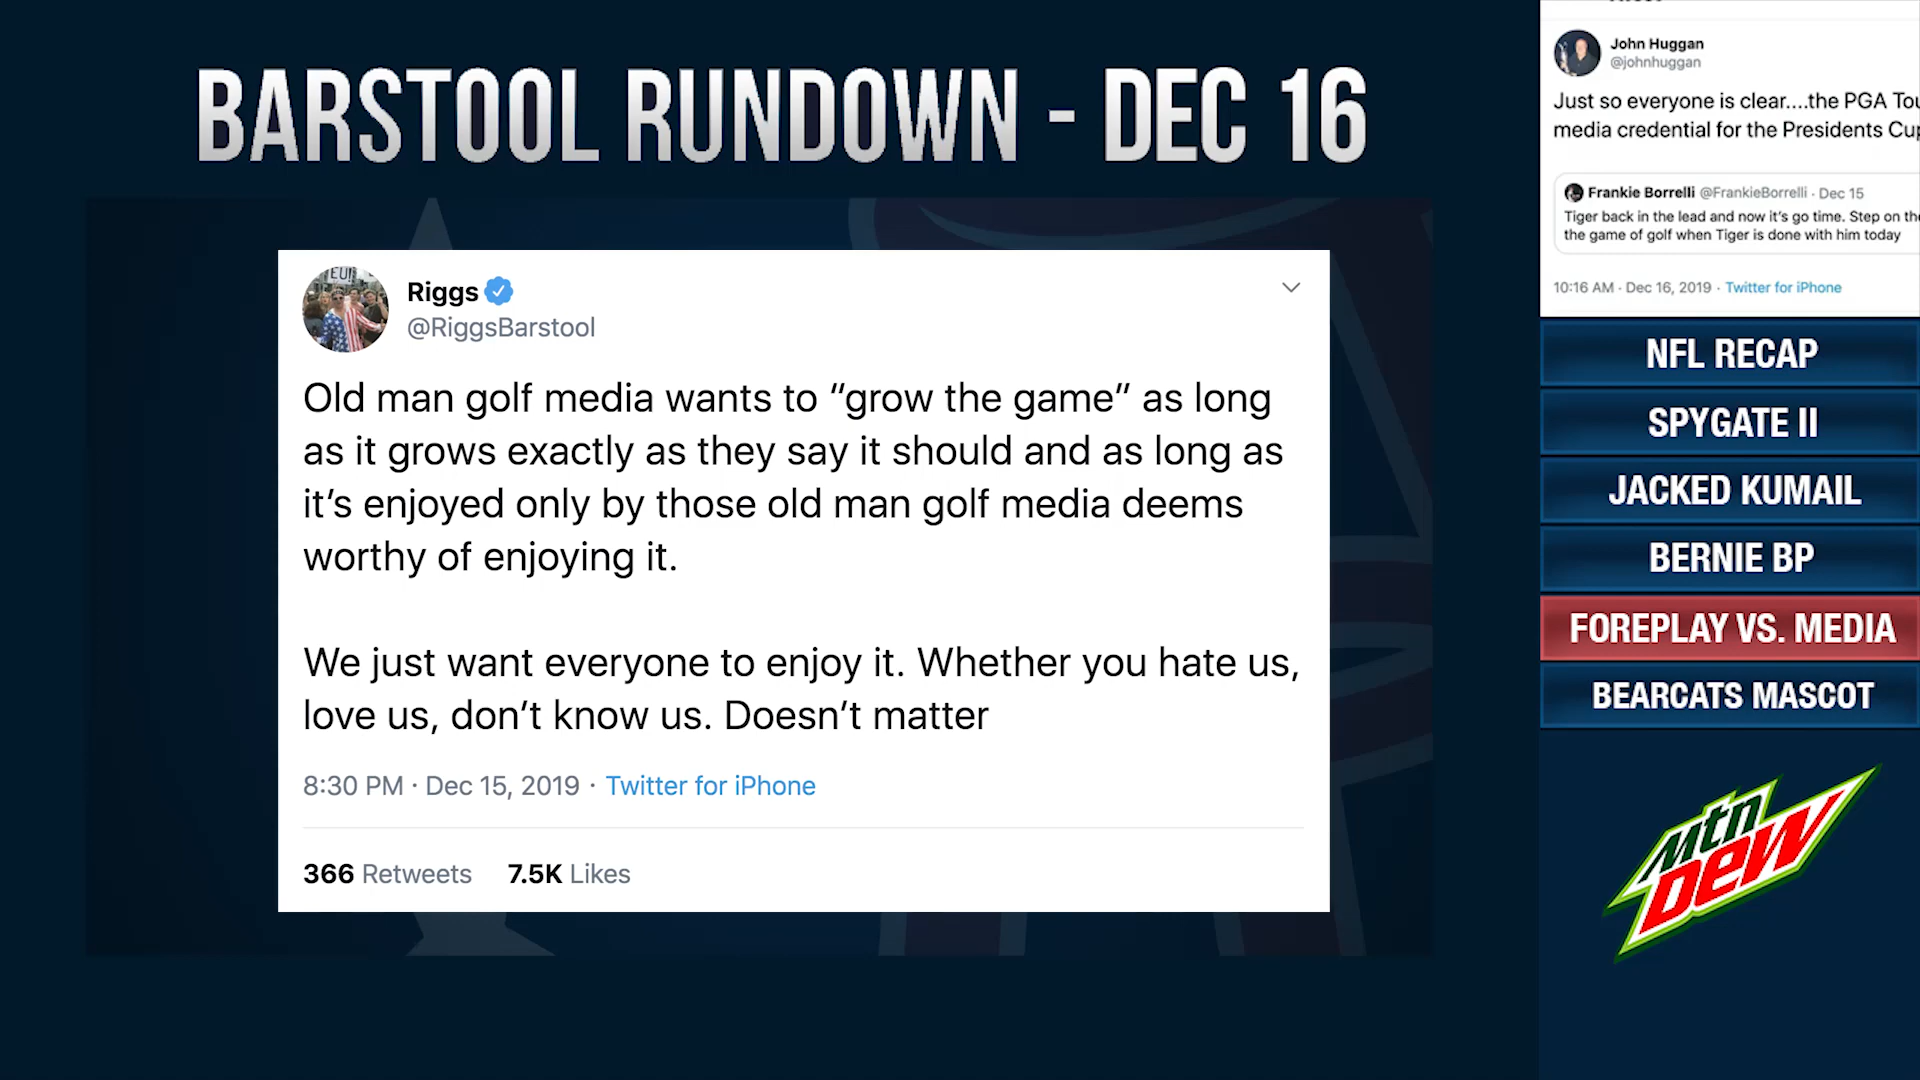 BARSTOOL RUNDOWN - DEC 16
EU!
Riggs
@RiggsBarstool
Old man golf media wants to “grow the game” as long
as it grows exactly as they say it should and as long as
it’s enjoyed only by those old man golf media deems
worthy of enjoying it.
We just want everyone to enjoy it. Whether you hate us,
love us, don’t know us. Doesn’t matter
8:30 PM · Dec 15, 2019 · Twitter for iPhone
366 Retweets 7.5K Likes
John Huggan
@johnhuggan
Just so everyone is clear....the PGA
media credential for the Presidents
Frankie Borrelli @FrankieBorrelli · Dec 15
Tiger back in the lead and now it’s go time. Step on
the game of golf when Tiger is done with him today
10:16 AM · Dec 16, 2019 · Twitter for iPhone
NFL RECAP
SPYGATE II
JACKED KUMAIL
BERNIE BP
FOREPLAY VS. MEDIA
BEARCATS MASCOT
Mtn
DEW